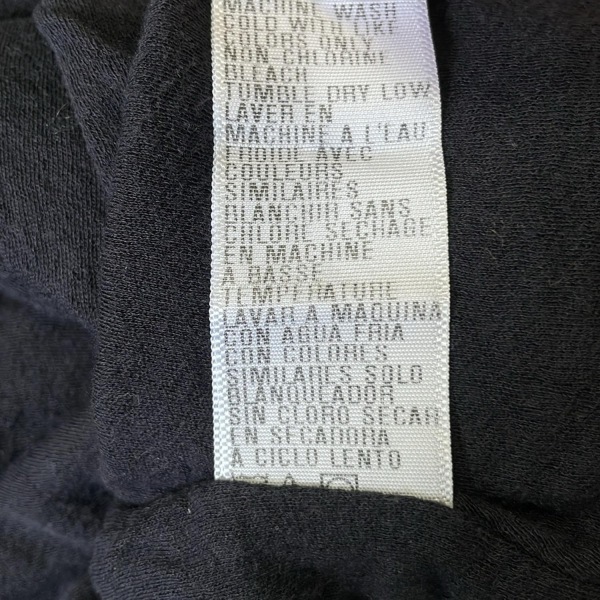 MACHINE WASH
COLD WITH LIKE
COLORS ONLY
NON CHLORINE
BLEACH
TUMBLE DRY LOW
LAVER EN
MACHINE A L'EAU
FROIDE AVEC
COULEURS
SIMILAIRES
BLANCHIR SANS
CHLORE SECHAGE
EN MACHINE
A BASSE
TEMPERATURE
LAVAR A MAQUINA
CON AGUA FRIA
CON COLORES
SIMILARES SOLO
BLANQUEADOR
SIN CLORO SECAR
EN SECADORA
A CICLO LENTO